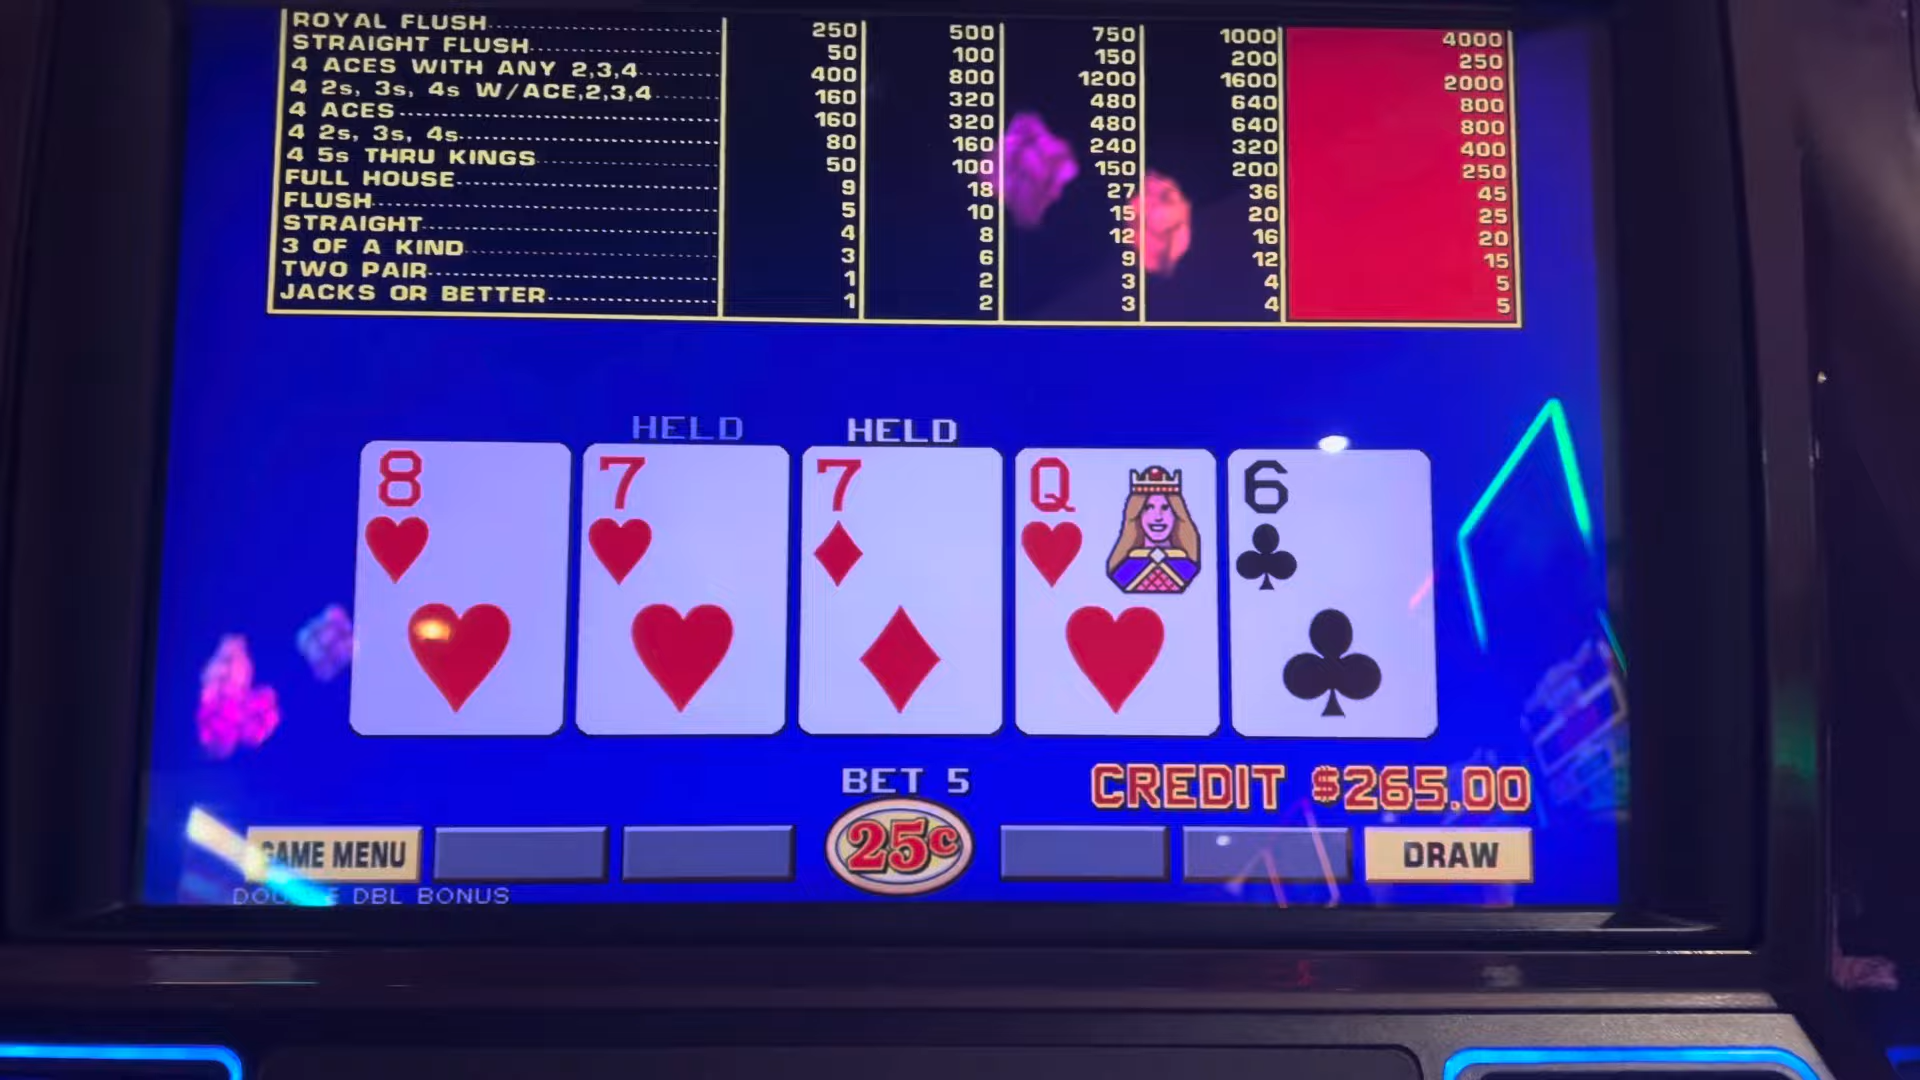 ROYAL FLUSH 250 500 750 1000 4000
STRAIGHT FLUSH 50 100 150 200 250
4 ACES WITH ANY 2,3,4 400 800 1200 1600 2000
4 2s, 3s, 4s W/ACE,2,3,4 160 320 480 640 800
4 ACES 160 320 480 640 800
4 2s, 3s, 4s 80 160 240 320 400
4 5s THRU KINGS 50 100 150 200 250
FULL HOUSE 9 18 27 36 45
FLUSH 5 10 15 20 25
STRAIGHT 4 8 12 16 20
3 OF A KIND 3 6 9 12 15
TWO PAIR 1 2 3 4 5
JACKS OR BETTER 1 2 3 4 5
HELD HELD
8 7 7 Q 6
BET 5 CREDIT $265.00
GAME MENU 25¢ DRAW
DBL BONUS